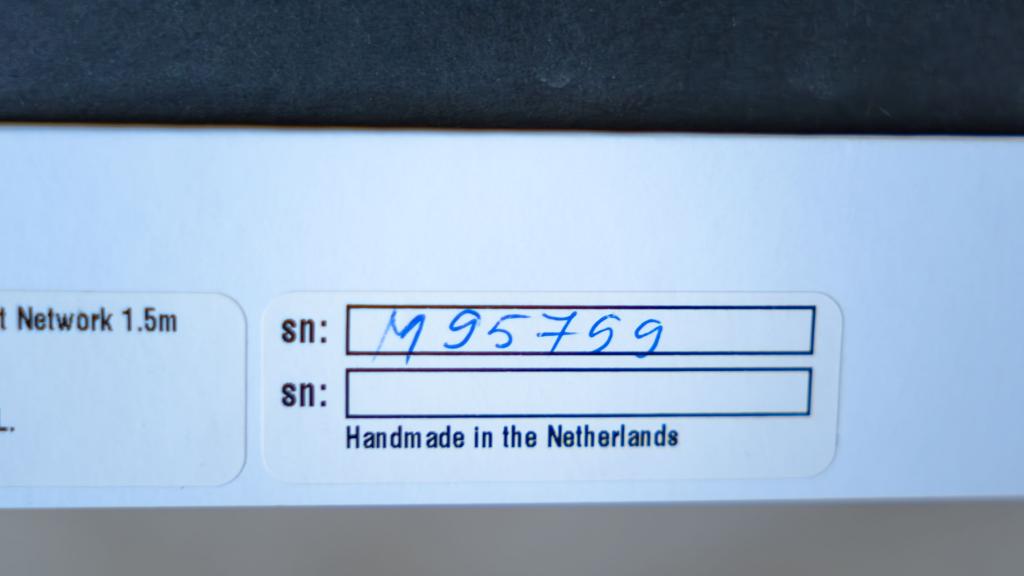 t Network 1.5m
L.
sn: M95759
sn:
Handmade in the Netherlands